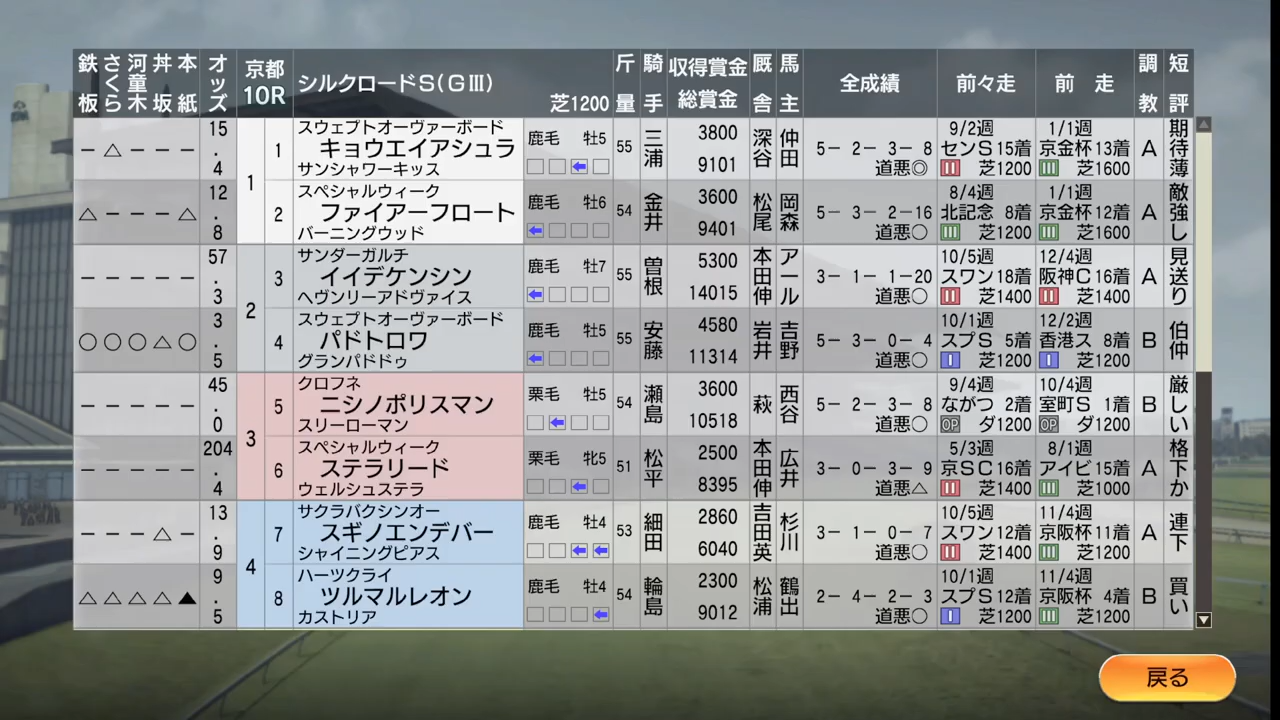 鉄板 さくら 河童木 丼坂 本紙 オッズ 京都10R シルクロードS(GⅢ) 芝1200 斤量 騎手 収得賞金 総賞金 厩舎 馬主 全成績 前々走 前走 調教 短評
－ △ － － － 15.4 1 1 スウェプトオーヴァーボード 鹿毛 牡5 55 三浦 3800 深谷 仲田 5－2－3－8 9/2週 1/1週 A 期待薄
キョウエイアシュラ センS15着 京金杯13着
サンシャワーキッス 9101 道悪◎ Ⅱ 芝1200 Ⅲ 芝1600
△ － － － △ 12.8 2 スペシャルウィーク 鹿毛 牡6 54 金井 3600 松尾 岡森 5－3－2－16 8/4週 1/1週 A 敵強し
ファイアーフロート 北記念 8着 京金杯12着
バーニングウッド 9401 道悪○ Ⅲ 芝1200 Ⅲ 芝1600
－ － － － － 57.3 2 3 サンダーガルチ 鹿毛 牡7 55 曽根 5300 本田伸 アール 3－1－1－20 10/5週 12/4週 A 見送り
イイデケンシン スワン18着 阪神C16着
ヘヴンリーアドヴァイス 14015 道悪○ Ⅱ 芝1400 Ⅱ 芝1400
○ ○ ○ △ ○ 3.5 4 スウェプトオーヴァーボード 鹿毛 牡5 55 安藤 4580 岩井 吉野 5－3－0－4 10/1週 12/2週 B 伯仲
パドトロワ スプS 5着 香港ス 8着
グランパドドゥ 11314 道悪○ Ⅰ 芝1200 Ⅰ 芝1200
－ － － － － 45.0 3 5 クロフネ 栗毛 牡5 54 瀬島 3600 萩 西谷 5－2－3－8 9/4週 10/4週 B 厳しい
ニシノポリスマン ながつ 2着 室町S 1着
スリーローマン 10518 道悪○ OP ダ1200 OP ダ1200
－ － － － － 204.4 6 スペシャルウィーク 栗毛 牝5 51 松平 2500 本田伸 広井 3－0－3－9 5/3週 8/1週 A 格下か
ステラリード 京SC16着 アイビ15着
ウェルシュステラ 8395 道悪△ Ⅱ 芝1400 Ⅲ 芝1000
－ － － △ － 13.9 4 7 サクラバクシンオー 鹿毛 牡4 53 細田 2860 吉田英 杉川 3－1－0－7 10/5週 11/4週 A 連下
スギノエンデバー スワン12着 京阪杯11着
シャイニングピアス 6040 道悪○ Ⅱ 芝1400 Ⅲ 芝1200
△ △ △ △ ▲ 9.5 8 ハーツクライ 鹿毛 牡4 54 輪島 2300 松浦 鶴出 2－4－2－3 10/1週 11/4週 B 買い
ツルマルレオン スプS12着 京阪杯 4着
カストリア 9012 道悪○ Ⅰ 芝1200 Ⅲ 芝1200
戻る